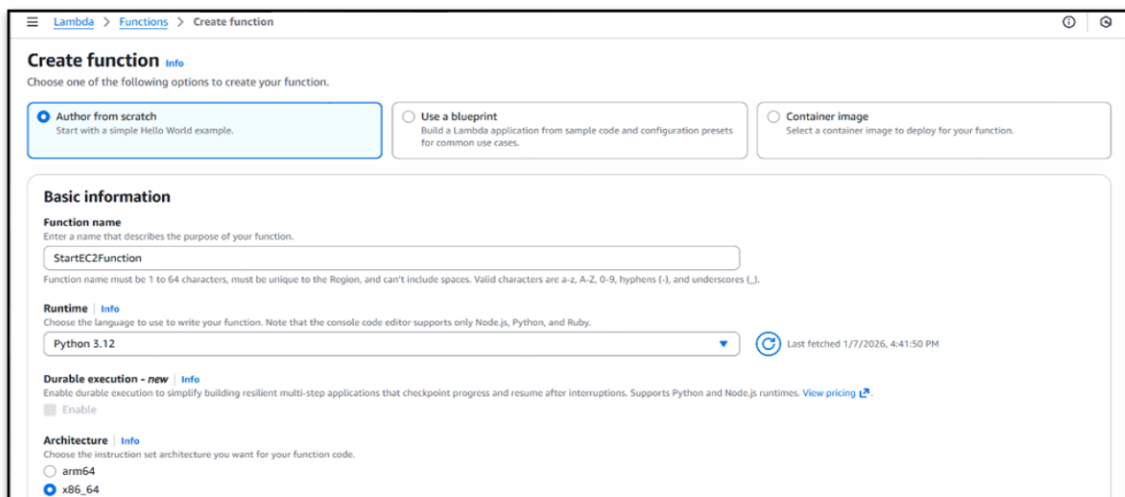 Lambda > Functions > Create function
Create function Info
Choose one of the following options to create your function.
Author from scratch
Start with a simple Hello World example.
Use a blueprint
Build a Lambda application from sample code and configuration presets
for common use cases.
Container image
Select a container image to deploy for your function.
Basic information
Function name
Enter a name that describes the purpose of your function.
StartEC2Function
Function name must be 1 to 64 characters, must be unique to the Region, and can't include spaces. Valid characters are a-z, A-Z, 0-9, hyphens (-), and underscores (_).
Runtime | Info
Choose the language to use to write your function. Note that the console code editor supports only Node.js, Python, and Ruby.
Python 3.12
Last fetched 1/7/2026, 4:41:50 PM
Durable execution - new | Info
Enable durable execution to simplify building resilient multi-step applications that checkpoint progress and resume after interruptions. Supports Python and Node.js runtimes. View pricing.
Enable
Architecture | Info
Choose the instruction set architecture you want for your function code.
arm64
x86_64